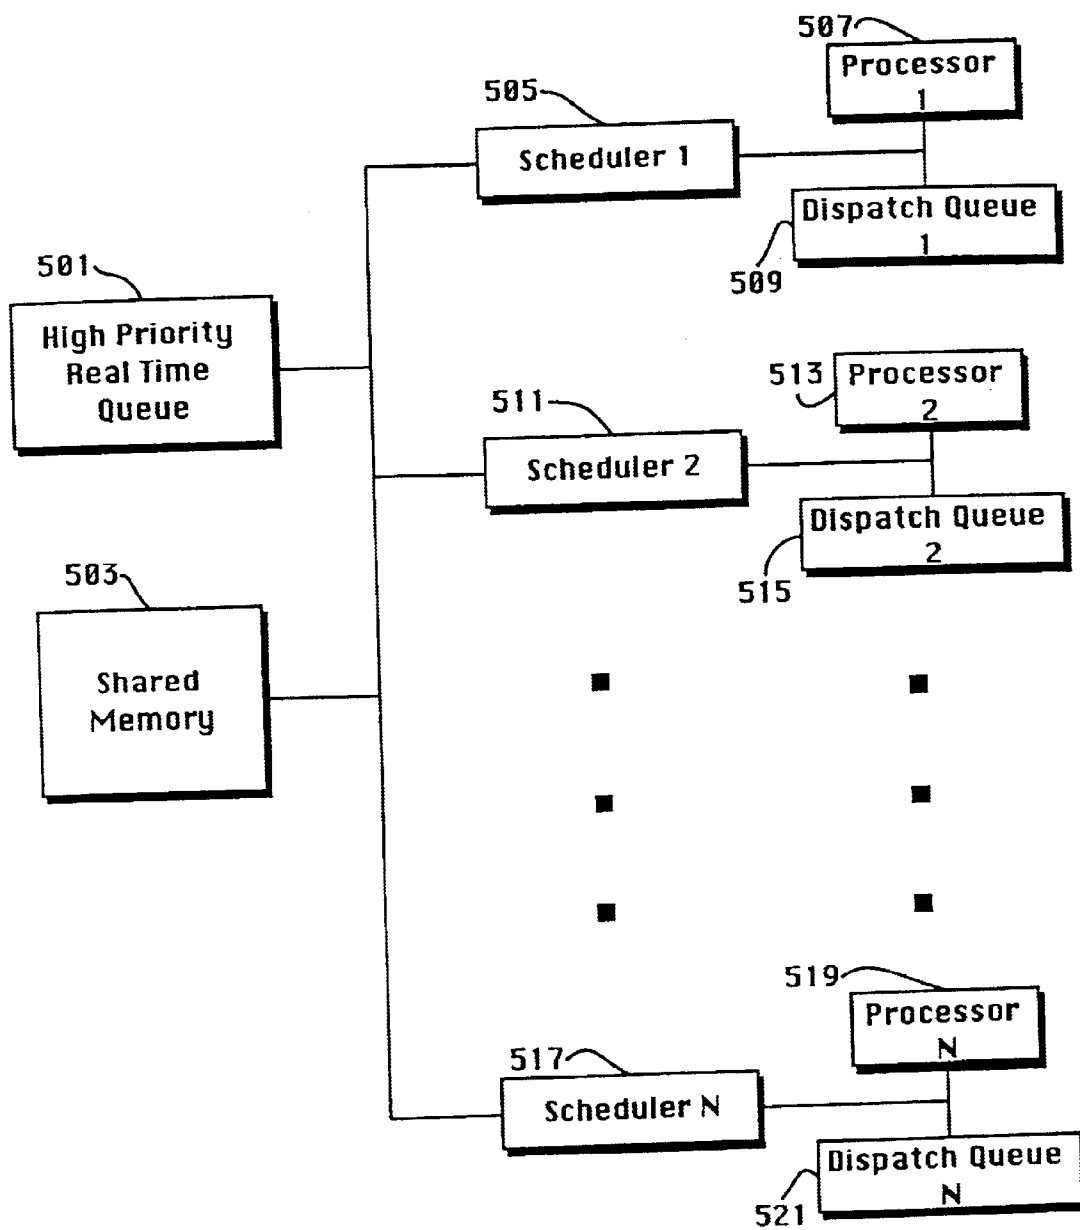 507
Processor
1
505
Scheduler 1
Dispatch Queue
1
509
501
High Priority
Real Time
Queue
513
Processor
2
511
Scheduler 2
Dispatch Queue
2
515
503
Shared
Memory
519
Processor
N
517
Scheduler N
Dispatch Queue
N
521